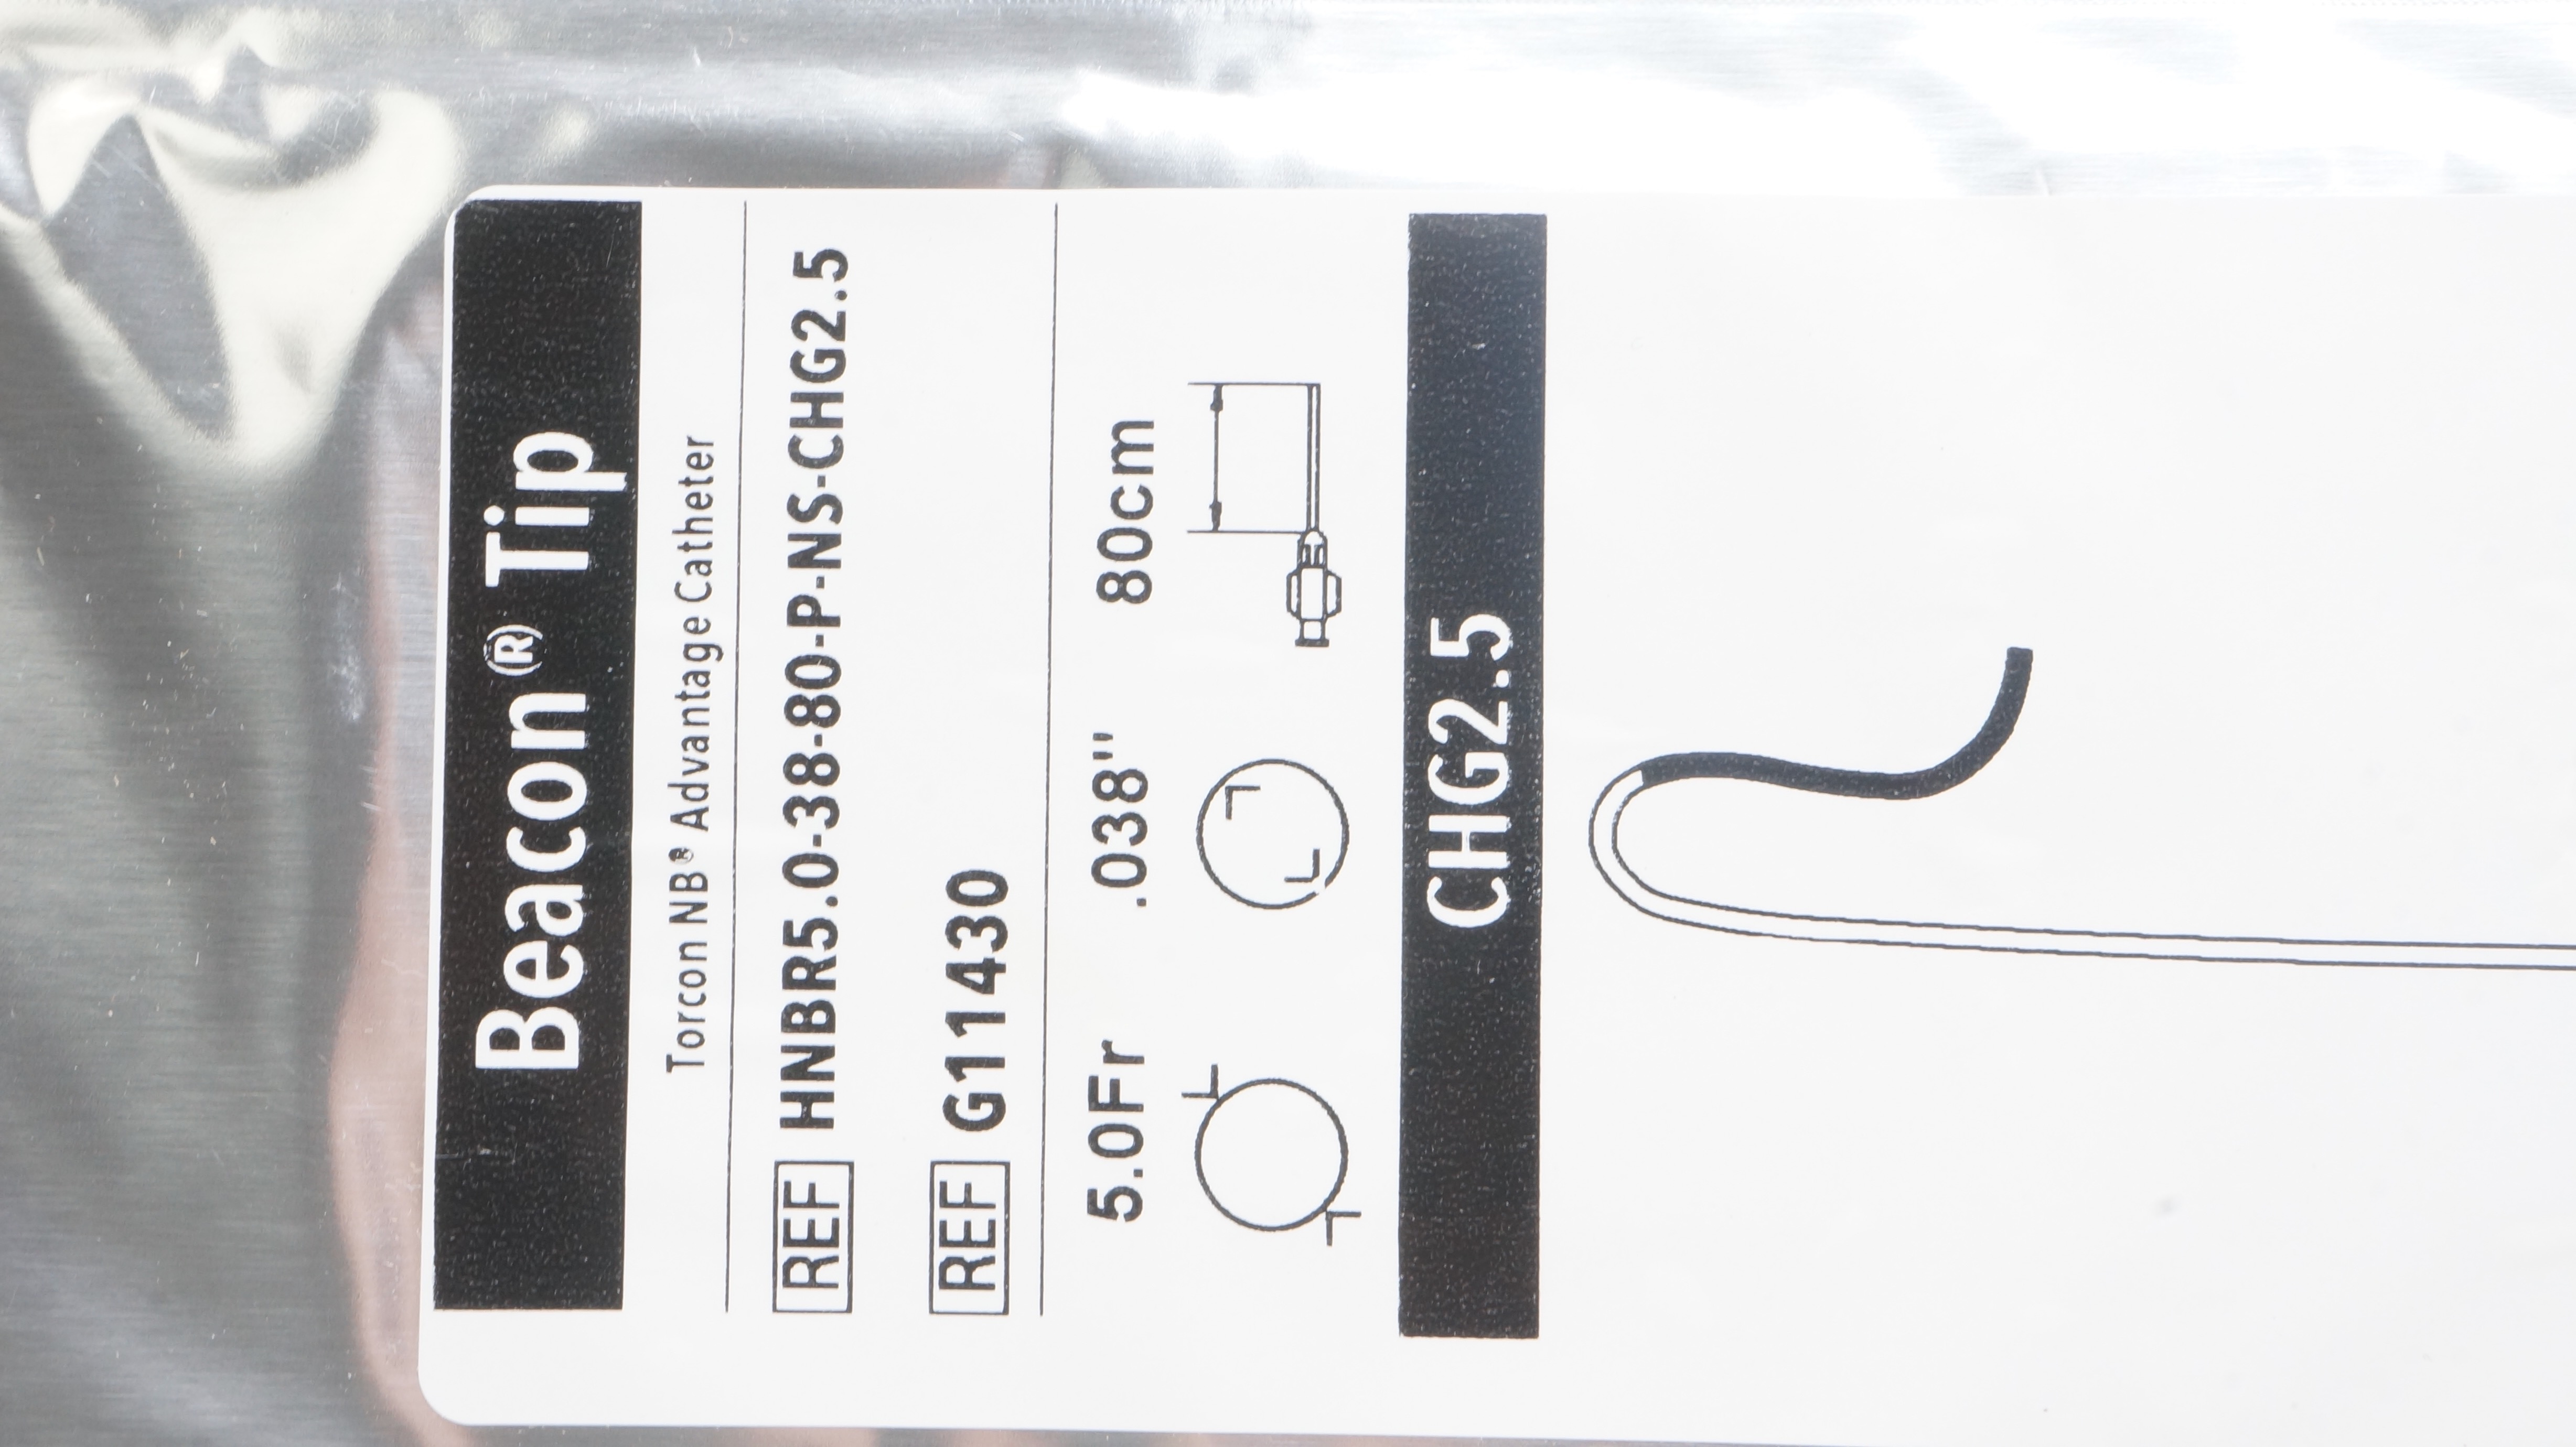 Beacon® Tip
Torcon NB® Advantage Catheter
REF HNBR5.0-38-80-P-NS-CHG2.5
REF G11430
5.0Fr .038" 80cm
CHG2.5